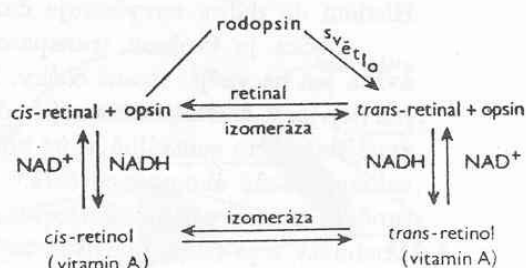 rodopsin
světlo
retinal
cis-retinal + opsin
trans-retinal + opsin
izomeráza
NAD+
NADH
NADH
NAD+
izomeráza
cis-retinol
trans-retinol
(vitamin A)
(vitamin A)